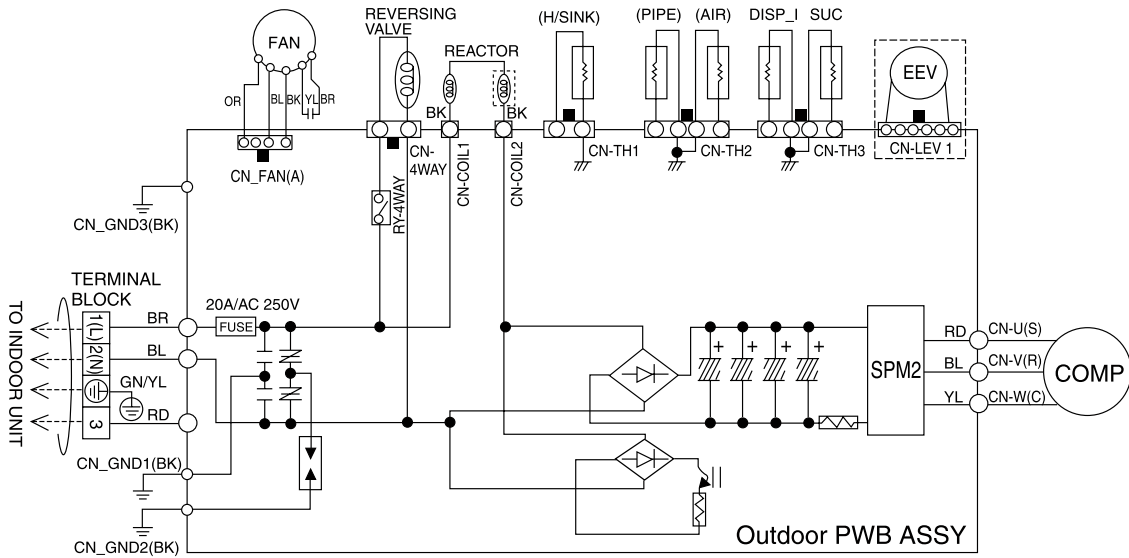 REVERSING
VALVE
(H/SINK)
(PIPE)
(AIR)
DISP_I
SUC
FAN
REACTOR
EEV
OR
BL
BK
YL
BR
BK
BK
CN_FAN(A)
CN-
4WAY
CN-COIL1
CN-COIL2
CN-TH1
CN-TH2
CN-TH3
CN-LEV 1
RY-4WAY
CN_GND3(BK)
TERMINAL
BLOCK
20A/AC 250V
TO INDOOR UNIT
1(L)
BR
FUSE
2(N)
BL
GN/YL
3
RD
SPM2
RD
CN-U(S)
BL
CN-V(R)
YL
CN-W(C)
COMP
+
+
+
+
CN_GND1(BK)
CN_GND2(BK)
Outdoor PWB ASSY